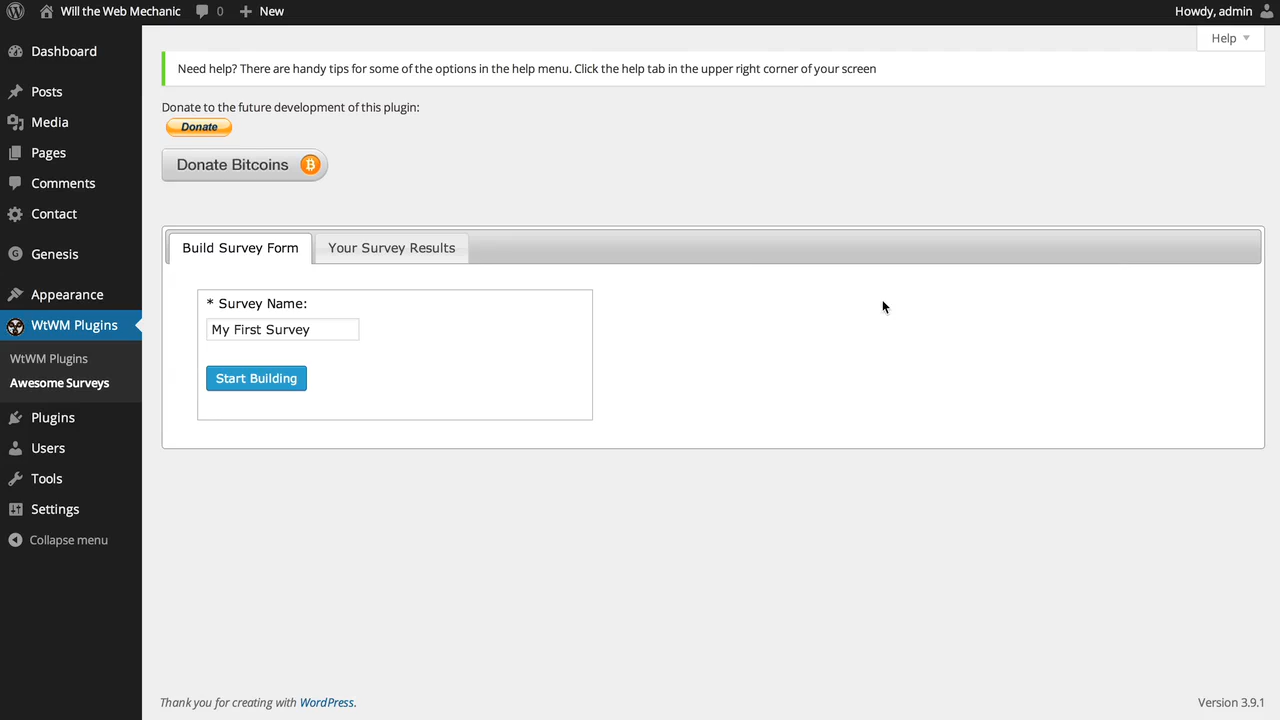 Will the Web Mechanic 0 New Howdy, admin
Help
Dashboard
Posts
Media
Pages
Comments
Contact
Genesis
Appearance
WtWM Plugins
WtWM Plugins
Awesome Surveys
Plugins
Users
Tools
Settings
Collapse menu
Need help? There are handy tips for some of the options in the help menu. Click the help tab in the upper right corner of your screen
Donate to the future development of this plugin:
Donate
Donate Bitcoins
Build Survey Form Your Survey Results
* Survey Name:
My First Survey
Start Building
Thank you for creating with WordPress. Version 3.9.1